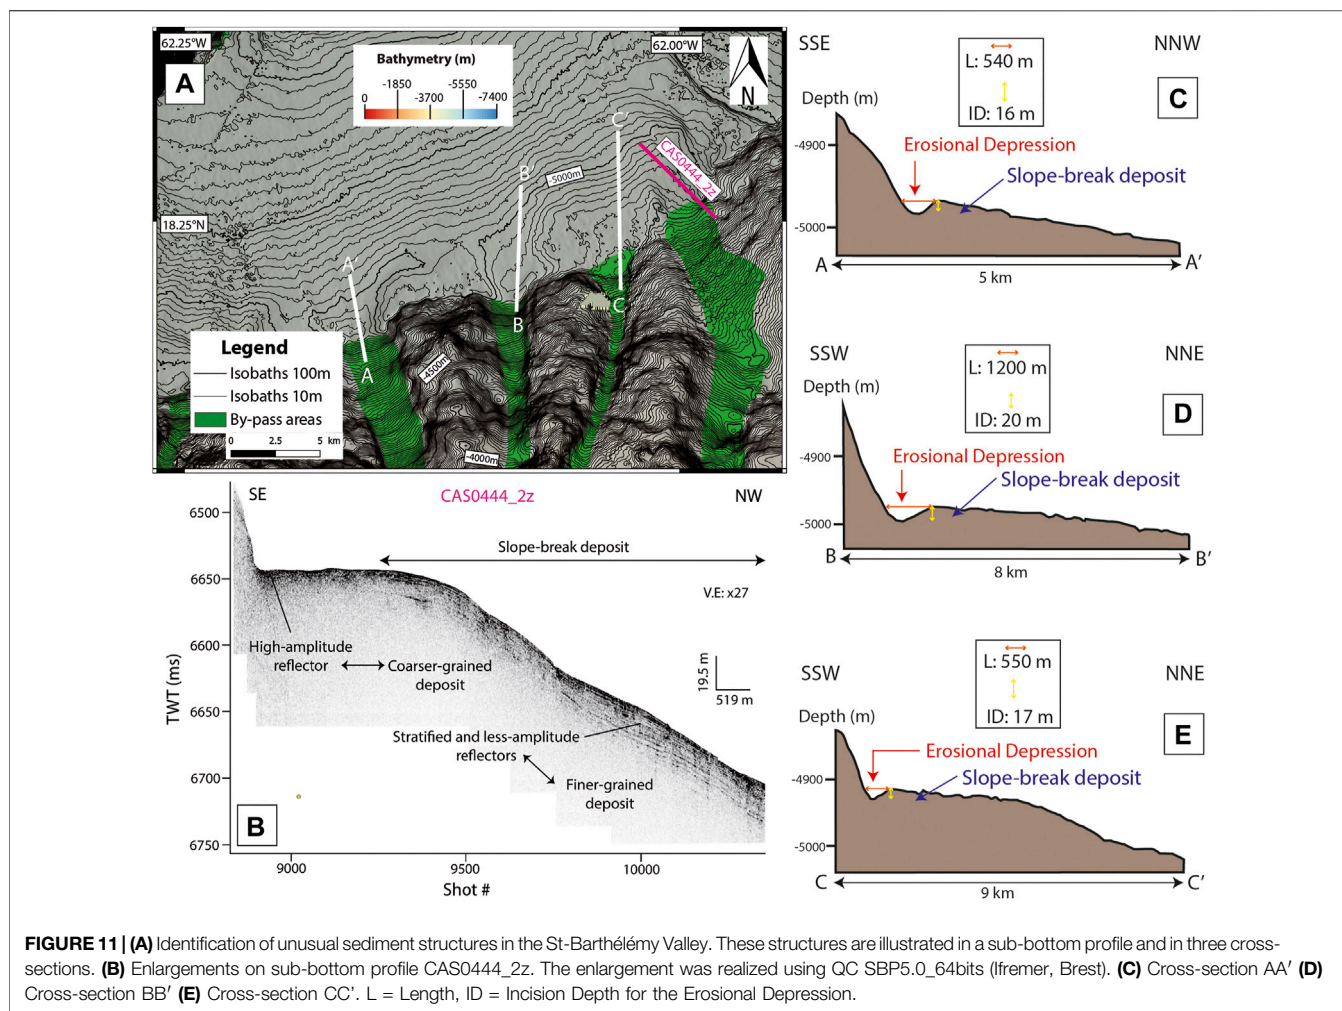 62.25°W
62.00°W
A
Bathymetry (m)
-1850
-5550
0
-3700
-7400
N
C'
CAS0444_2z
B'
-5000m
18.25°N
A'
C
B
A
-4500m
-4000m
Legend
Isobaths 100m
Isobaths 10m
By-pass areas
0
2.5
5
km
SE
CAS0444_2z
NW
Slope-break deposit
V.E: x27
High-amplitude
reflector
Coarser-grained
deposit
19.5 m
519 m
Stratified and less-amplitude
reflectors
Finer-grained
deposit
B
TWT (ms)
6500
6650
6600
6650
6700
6750
9000
9500
10000
Shot #
SSE
NNW
L: 540 m
ID: 16 m
C
Depth (m)
-4900
-5000
Erosional Depression
Slope-break deposit
A
A'
5 km
SSW
NNE
L: 1200 m
ID: 20 m
D
Depth (m)
-4900
-5000
Erosional Depression
Slope-break deposit
B
B'
8 km
SSW
NNE
L: 550 m
ID: 17 m
E
Depth (m)
-4900
-5000
Erosional Depression
Slope-break deposit
C
C'
9 km
FIGURE 11 | (A) Identification of unusual sediment structures in the St-Barthélémy Valley. These structures are illustrated in a sub-bottom profile and in three cross-
sections. (B) Enlargements on sub-bottom profile CAS0444_2z. The enlargement was realized using QC SBP5.0_64bits (Ifremer, Brest). (C) Cross-section AA′ (D)
Cross-section BB′ (E) Cross-section CC'. L = Length, ID = Incision Depth for the Erosional Depression.